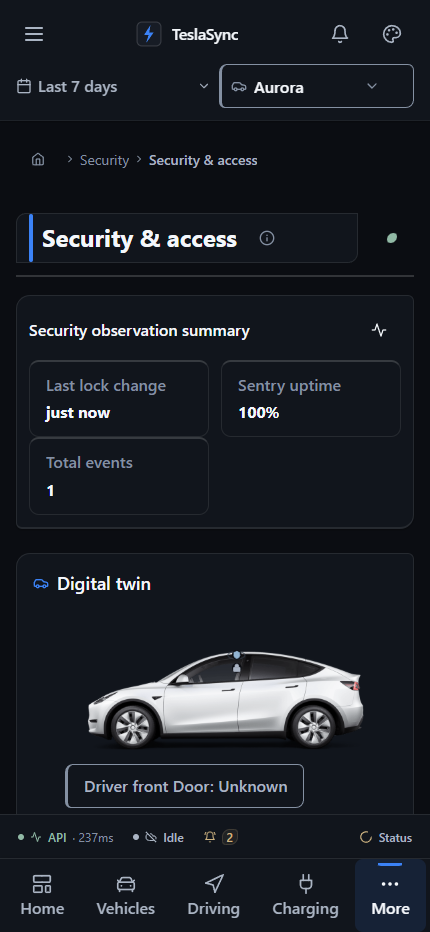 TeslaSync
Last 7 days
Aurora
Security
Security & access
Security & access
Security observation summary
Last lock change
just now
Sentry uptime
100%
Total events
1
Digital twin
Driver front Door: Unknown
API · 237ms
Idle
2
Status
Home
Vehicles
Driving
Charging
More